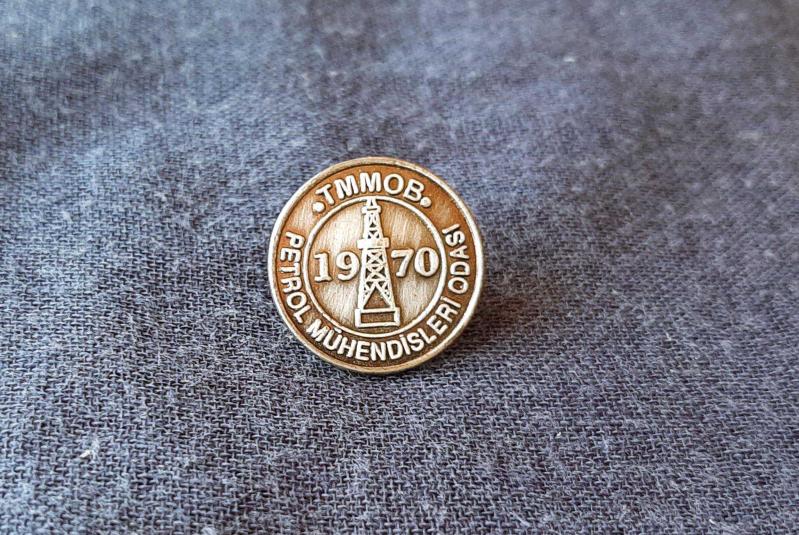 TMMOB
19 70
PETROL MÜHENDİSLERİ ODASI